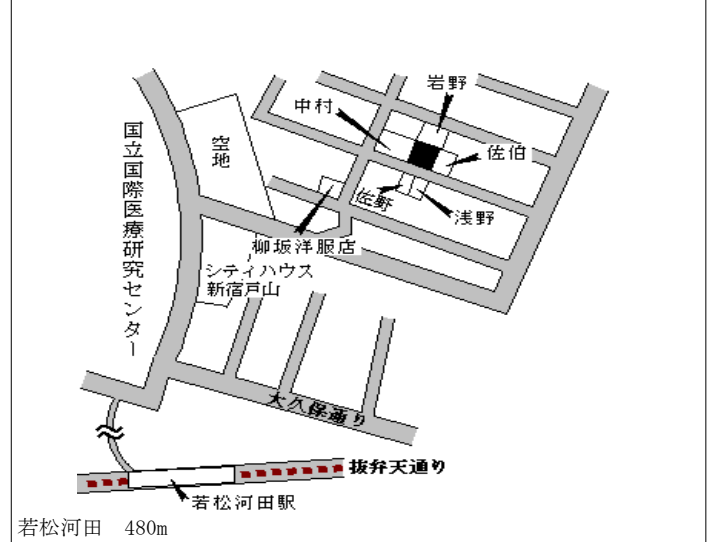 岩野
中村
佐伯
空地
国立国際医療研究センター
佐野
浅野
柳坂洋服店
シティハウス
新宿戸山
大久保通り
抜弁天通り
若松河田駅
若松河田　480m